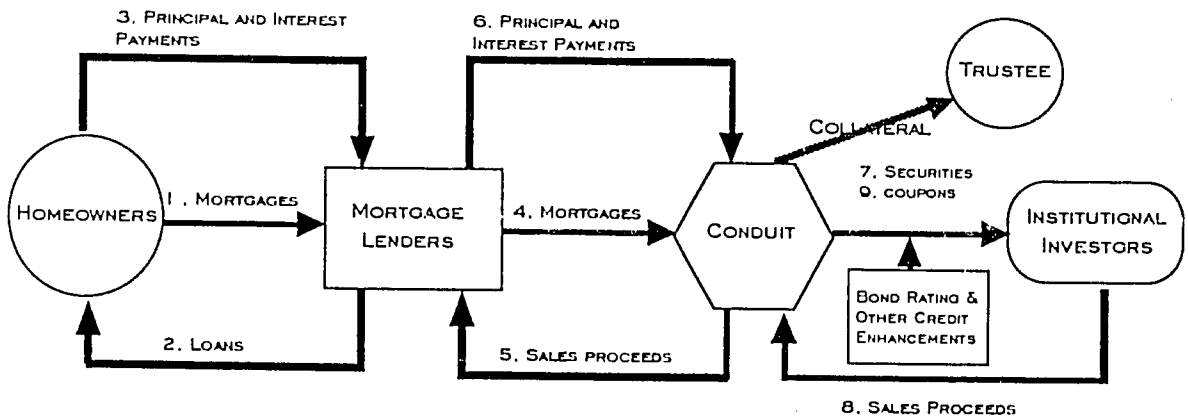 3. PRINCIPAL AND INTEREST
PAYMENTS
6. PRINCIPAL AND
INTEREST PAYMENTS
TRUSTEE
COLLATERAL
7. SECURITIES
9. COUPONS
HOMEOWNERS
1. MORTGAGES
MORTGAGE
LENDERS
4. MORTGAGES
CONDUIT
INSTITUTIONAL
INVESTORS
BOND RATING &
OTHER CREDIT
ENHANCEMENTS
2. LOANS
5. SALES PROCEEDS
8. SALES PROCEEDS